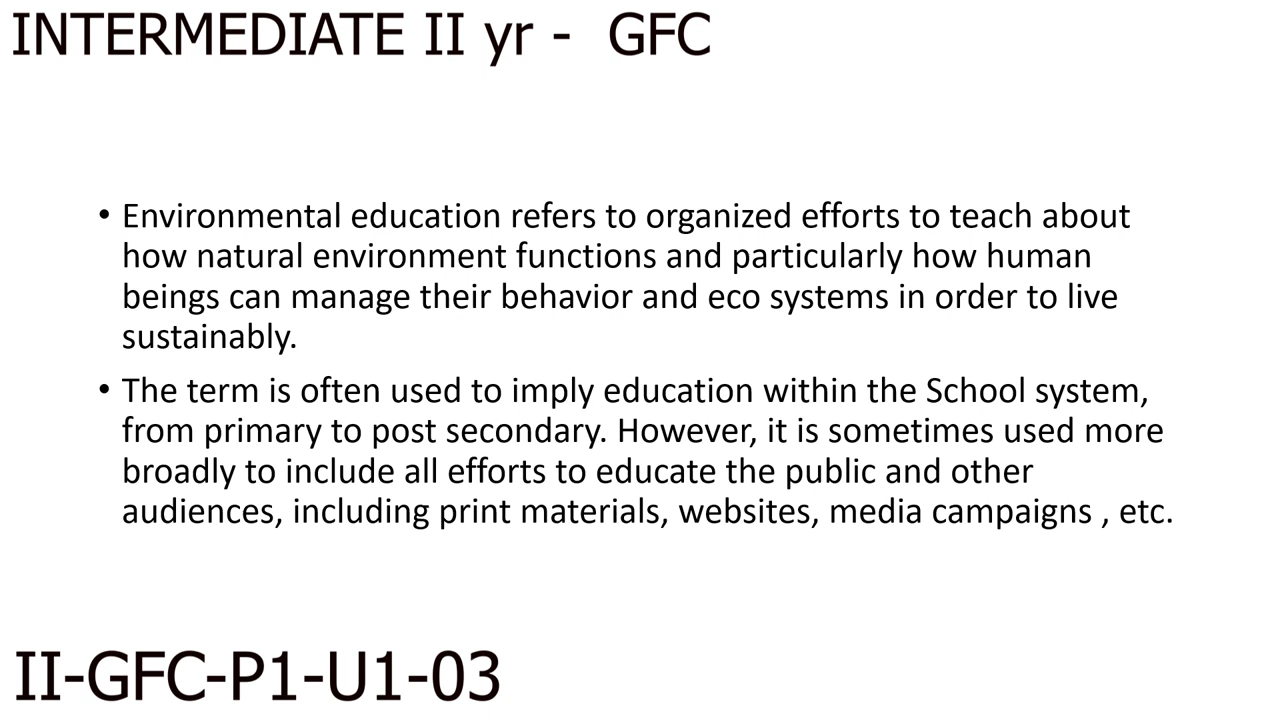 INTERMEDIATE II yr -  GFC
• Environmental education refers to organized efforts to teach about
how natural environment functions and particularly how human
beings can manage their behavior and eco systems in order to live
sustainably.
• The term is often used to imply education within the School system,
from primary to post secondary. However, it is sometimes used more
broadly to include all efforts to educate the public and other
audiences, including print materials, websites, media campaigns , etc.
II-GFC-P1-U1-03